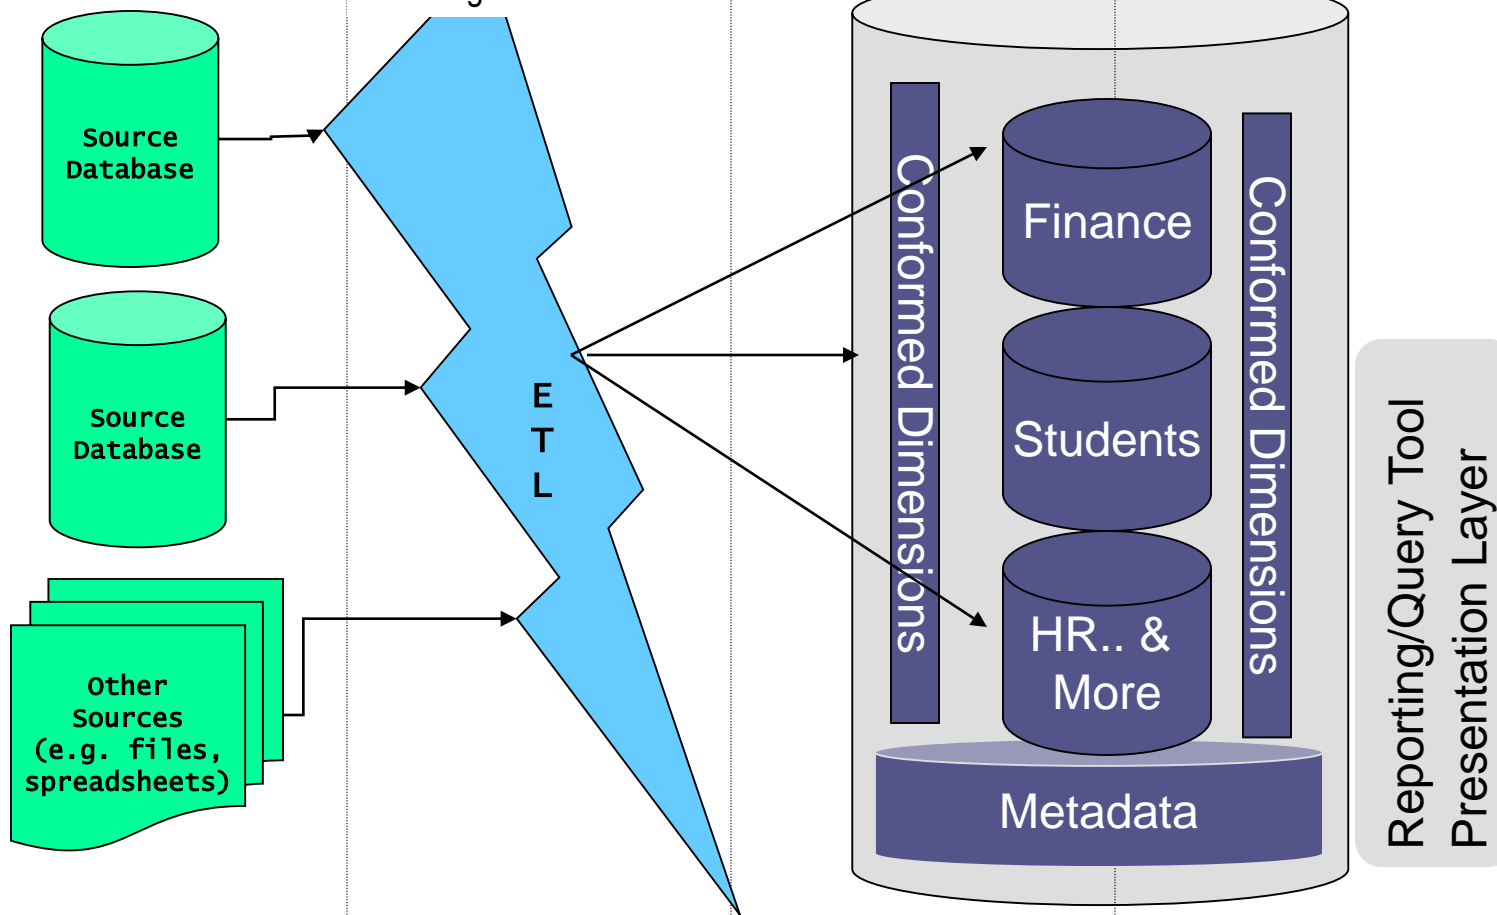 Source
Database
Source
Database
Other
Sources
(e.g. files,
spreadsheets)
E
T
L
Conformed Dimensions
Finance
Students
HR.. &
More
Conformed Dimensions
Metadata
Reporting/Query Tool
Presentation Layer